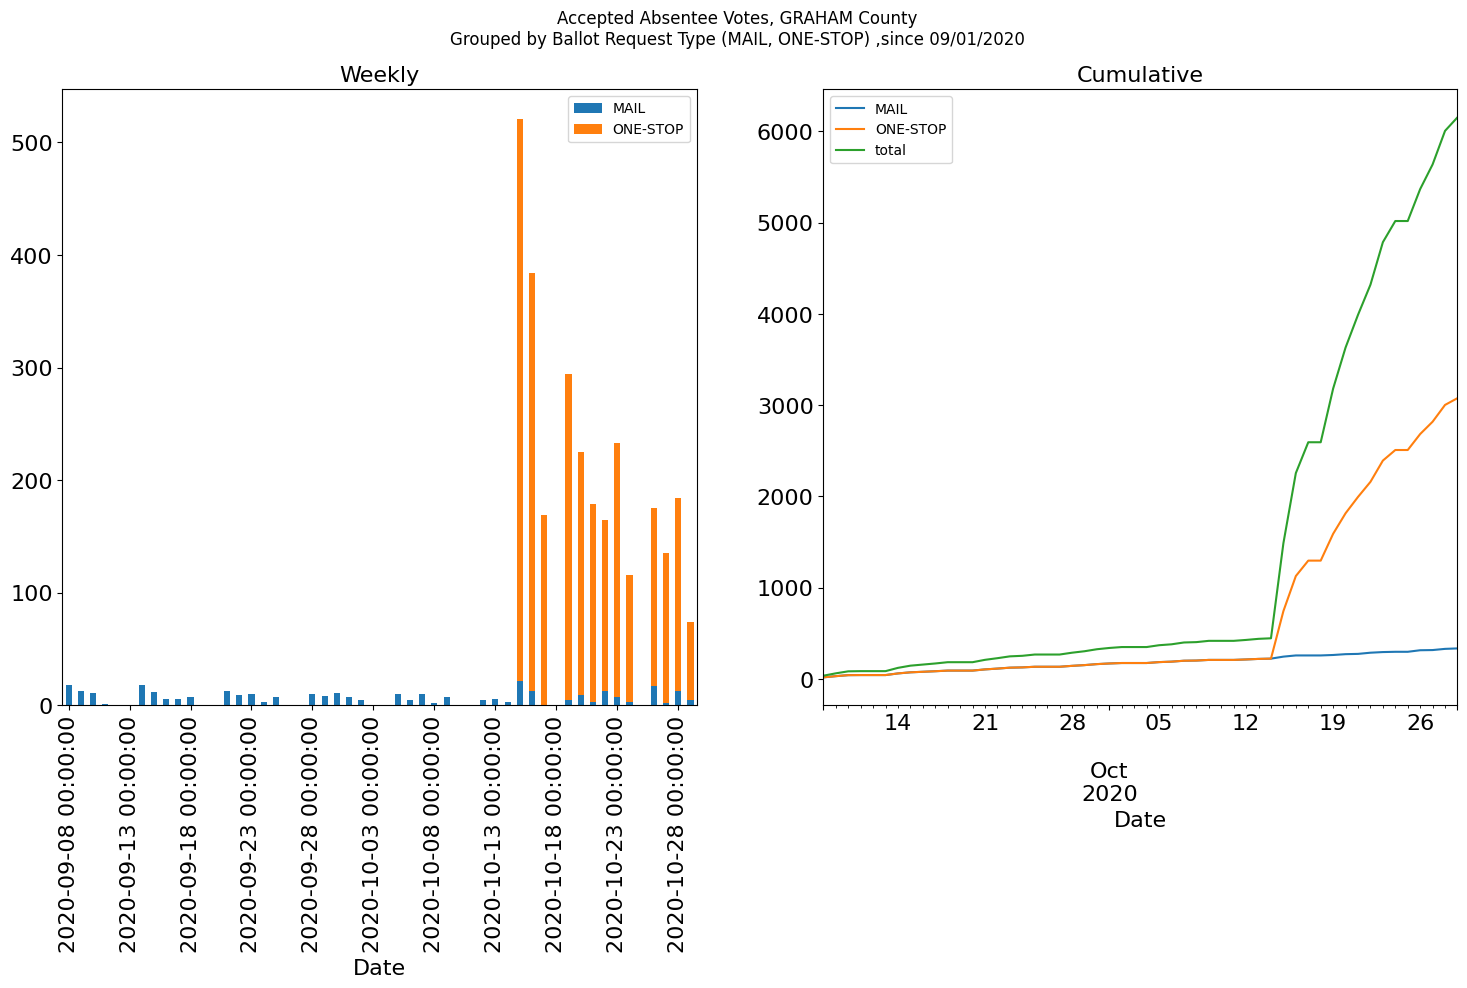 Accepted Absentee Votes, GRAHAM County
Grouped by Ballot Request Type (MAIL, ONE-STOP) ,since 09/01/2020
Weekly
MAIL
ONE-STOP
500
400
300
200
100
0
2020-09-08 00:00:00
2020-09-13 00:00:00
2020-09-18 00:00:00
2020-09-23 00:00:00
2020-09-28 00:00:00
2020-10-03 00:00:00
2020-10-08 00:00:00
2020-10-13 00:00:00
2020-10-18 00:00:00
2020-10-23 00:00:00
2020-10-28 00:00:00
Date
Cumulative
MAIL
ONE-STOP
total
6000
5000
4000
3000
2000
1000
0
14 21 28 05 12 19 26
Oct
2020
Date